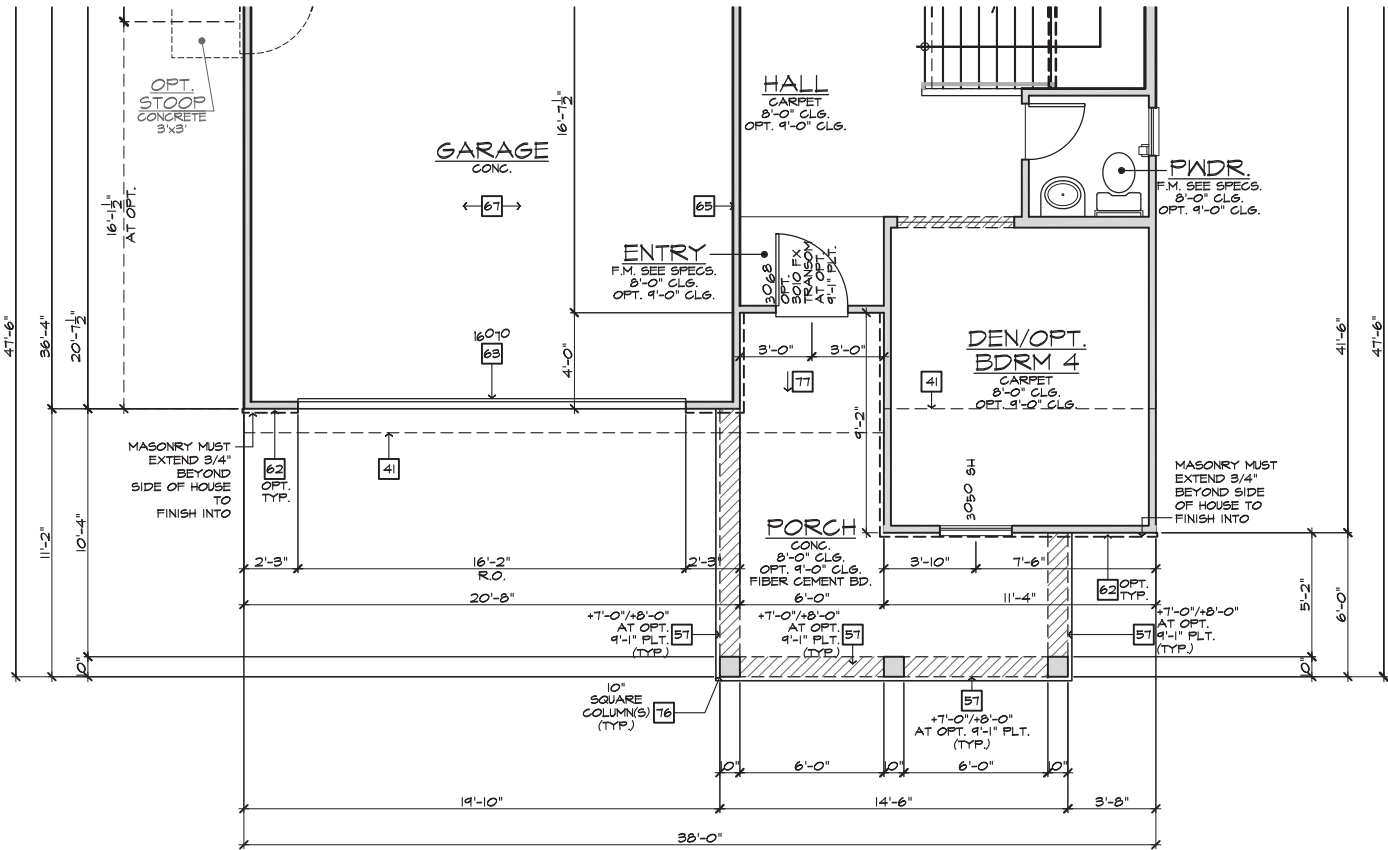 OPT.
STOOP
CONCRETE
3'x3'
16'-1 1/2"
AT OPT.
47'-6"
36'-4"
20'-7 1/2"
GARAGE
CONC.
67
65
16'-7 1/2"
4'-0"
16070
63
HALL
CARPET
8'-0" CLG.
OPT. 9'-0" CLG.
PWDR.
F.M. SEE SPECS.
8'-0" CLG.
OPT. 9'-0" CLG.
ENTRY
F.M. SEE SPECS.
8'-0" CLG.
OPT. 9'-0" CLG.
3068
OPT.
3010 FX
TRANSOM
AT OPT.
9'-1" PLT.
3'-0"
3'-0"
77
9'-2"
DEN/OPT.
BDRM 4
CARPET
8'-0" CLG.
OPT. 9'-0" CLG.
41
41'-6"
47'-6"
MASONRY MUST
EXTEND 3/4"
BEYOND
SIDE OF HOUSE
TO
FINISH INTO
62
OPT.
TYP.
41
3050 SH
MASONRY MUST
EXTEND 3/4"
BEYOND SIDE
OF HOUSE TO
FINISH INTO
11'-2"
10'-4"
10"
PORCH
CONC.
8'-0" CLG.
OPT. 9'-0" CLG.
FIBER CEMENT BD.
2'-3"
16'-2"
R.O.
2'-3"
3'-10"
7'-6"
62
OPT.
TYP.
20'-8"
6'-0"
11'-4"
5'-2"
6'-0"
10"
+7'-0"/+8'-0"
AT OPT.
9'-1" PLT.
(TYP.)
57
+7'-0"/+8'-0"
AT OPT.
9'-1" PLT.
(TYP.)
57
57
+7'-0"/+8'-0"
AT OPT.
9'-1" PLT.
(TYP.)
10"
SQUARE
COLUMN(S)
(TYP.)
76
57
+7'-0"/+8'-0"
AT OPT. 9'-1" PLT.
(TYP.)
10"
6'-0"
10"
6'-0"
10"
19'-10"
14'-6"
3'-8"
38'-0"